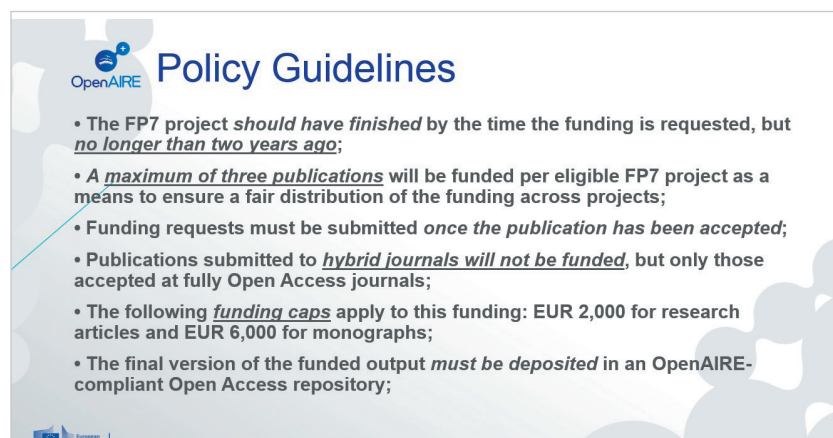 OpenAIRE
Policy Guidelines
• The FP7 project should have finished by the time the funding is requested, but
no longer than two years ago;
• A maximum of three publications will be funded per eligible FP7 project as a
means to ensure a fair distribution of the funding across projects;
• Funding requests must be submitted once the publication has been accepted;
• Publications submitted to hybrid journals will not be funded, but only those
accepted at fully Open Access journals;
• The following funding caps apply to this funding: EUR 2,000 for research
articles and EUR 6,000 for monographs;
• The final version of the funded output must be deposited in an OpenAIRE-
compliant Open Access repository;
European